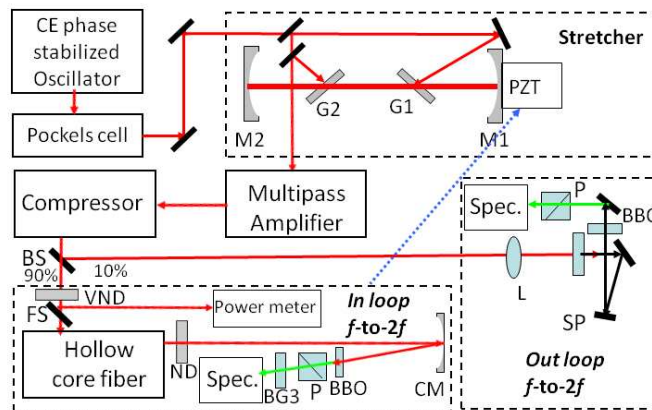 CE phase
stabilized
Oscillator
Pockels cell
Stretcher
M2
G2
G1
M1
PZT
Compressor
Multipass
Amplifier
BS
90%
10%
VND
FS
Power meter
Hollow
core fiber
ND
In loop
f-to-2f
Spec.
BG3
P
BBO
CM
Spec.
P
BBO
L
SP
Out loop
f-to-2f